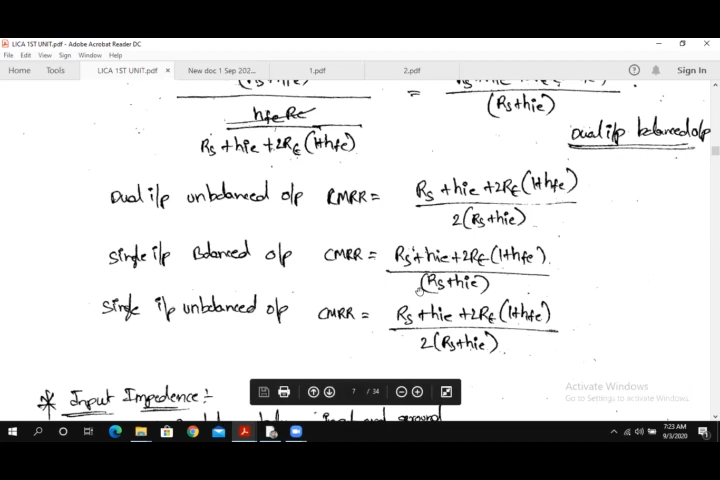 LICA 1ST UNIT.pdf - Adobe Acrobat Reader DC
File Edit View Sign Window Help
Home Tools LICA 1ST UNIT.pdf × New doc 1 Sep 202... 1.pdf 2.pdf Sign In
hfeRc
Rs + hie + 2RE (1+hfe)
=
(Rs+hie)
Dual i/p balanced o/p
Dual i/p unbalanced o/p CMRR = Rs + hie + 2RE (1+hfe) / 2(Rs+hie)
Single i/p Balanced o/p CMRR = Rs + hie + 2RE (1+hfe) / (Rs+hie)
Single i/p unbalanced o/p CMRR = Rs + hie + 2RE (1+hfe) / 2(Rs+hie)
* Input Impedence :-
7 / 34
Activate Windows
Go to Settings to activate Windows.
7:23 AM
9/3/2020